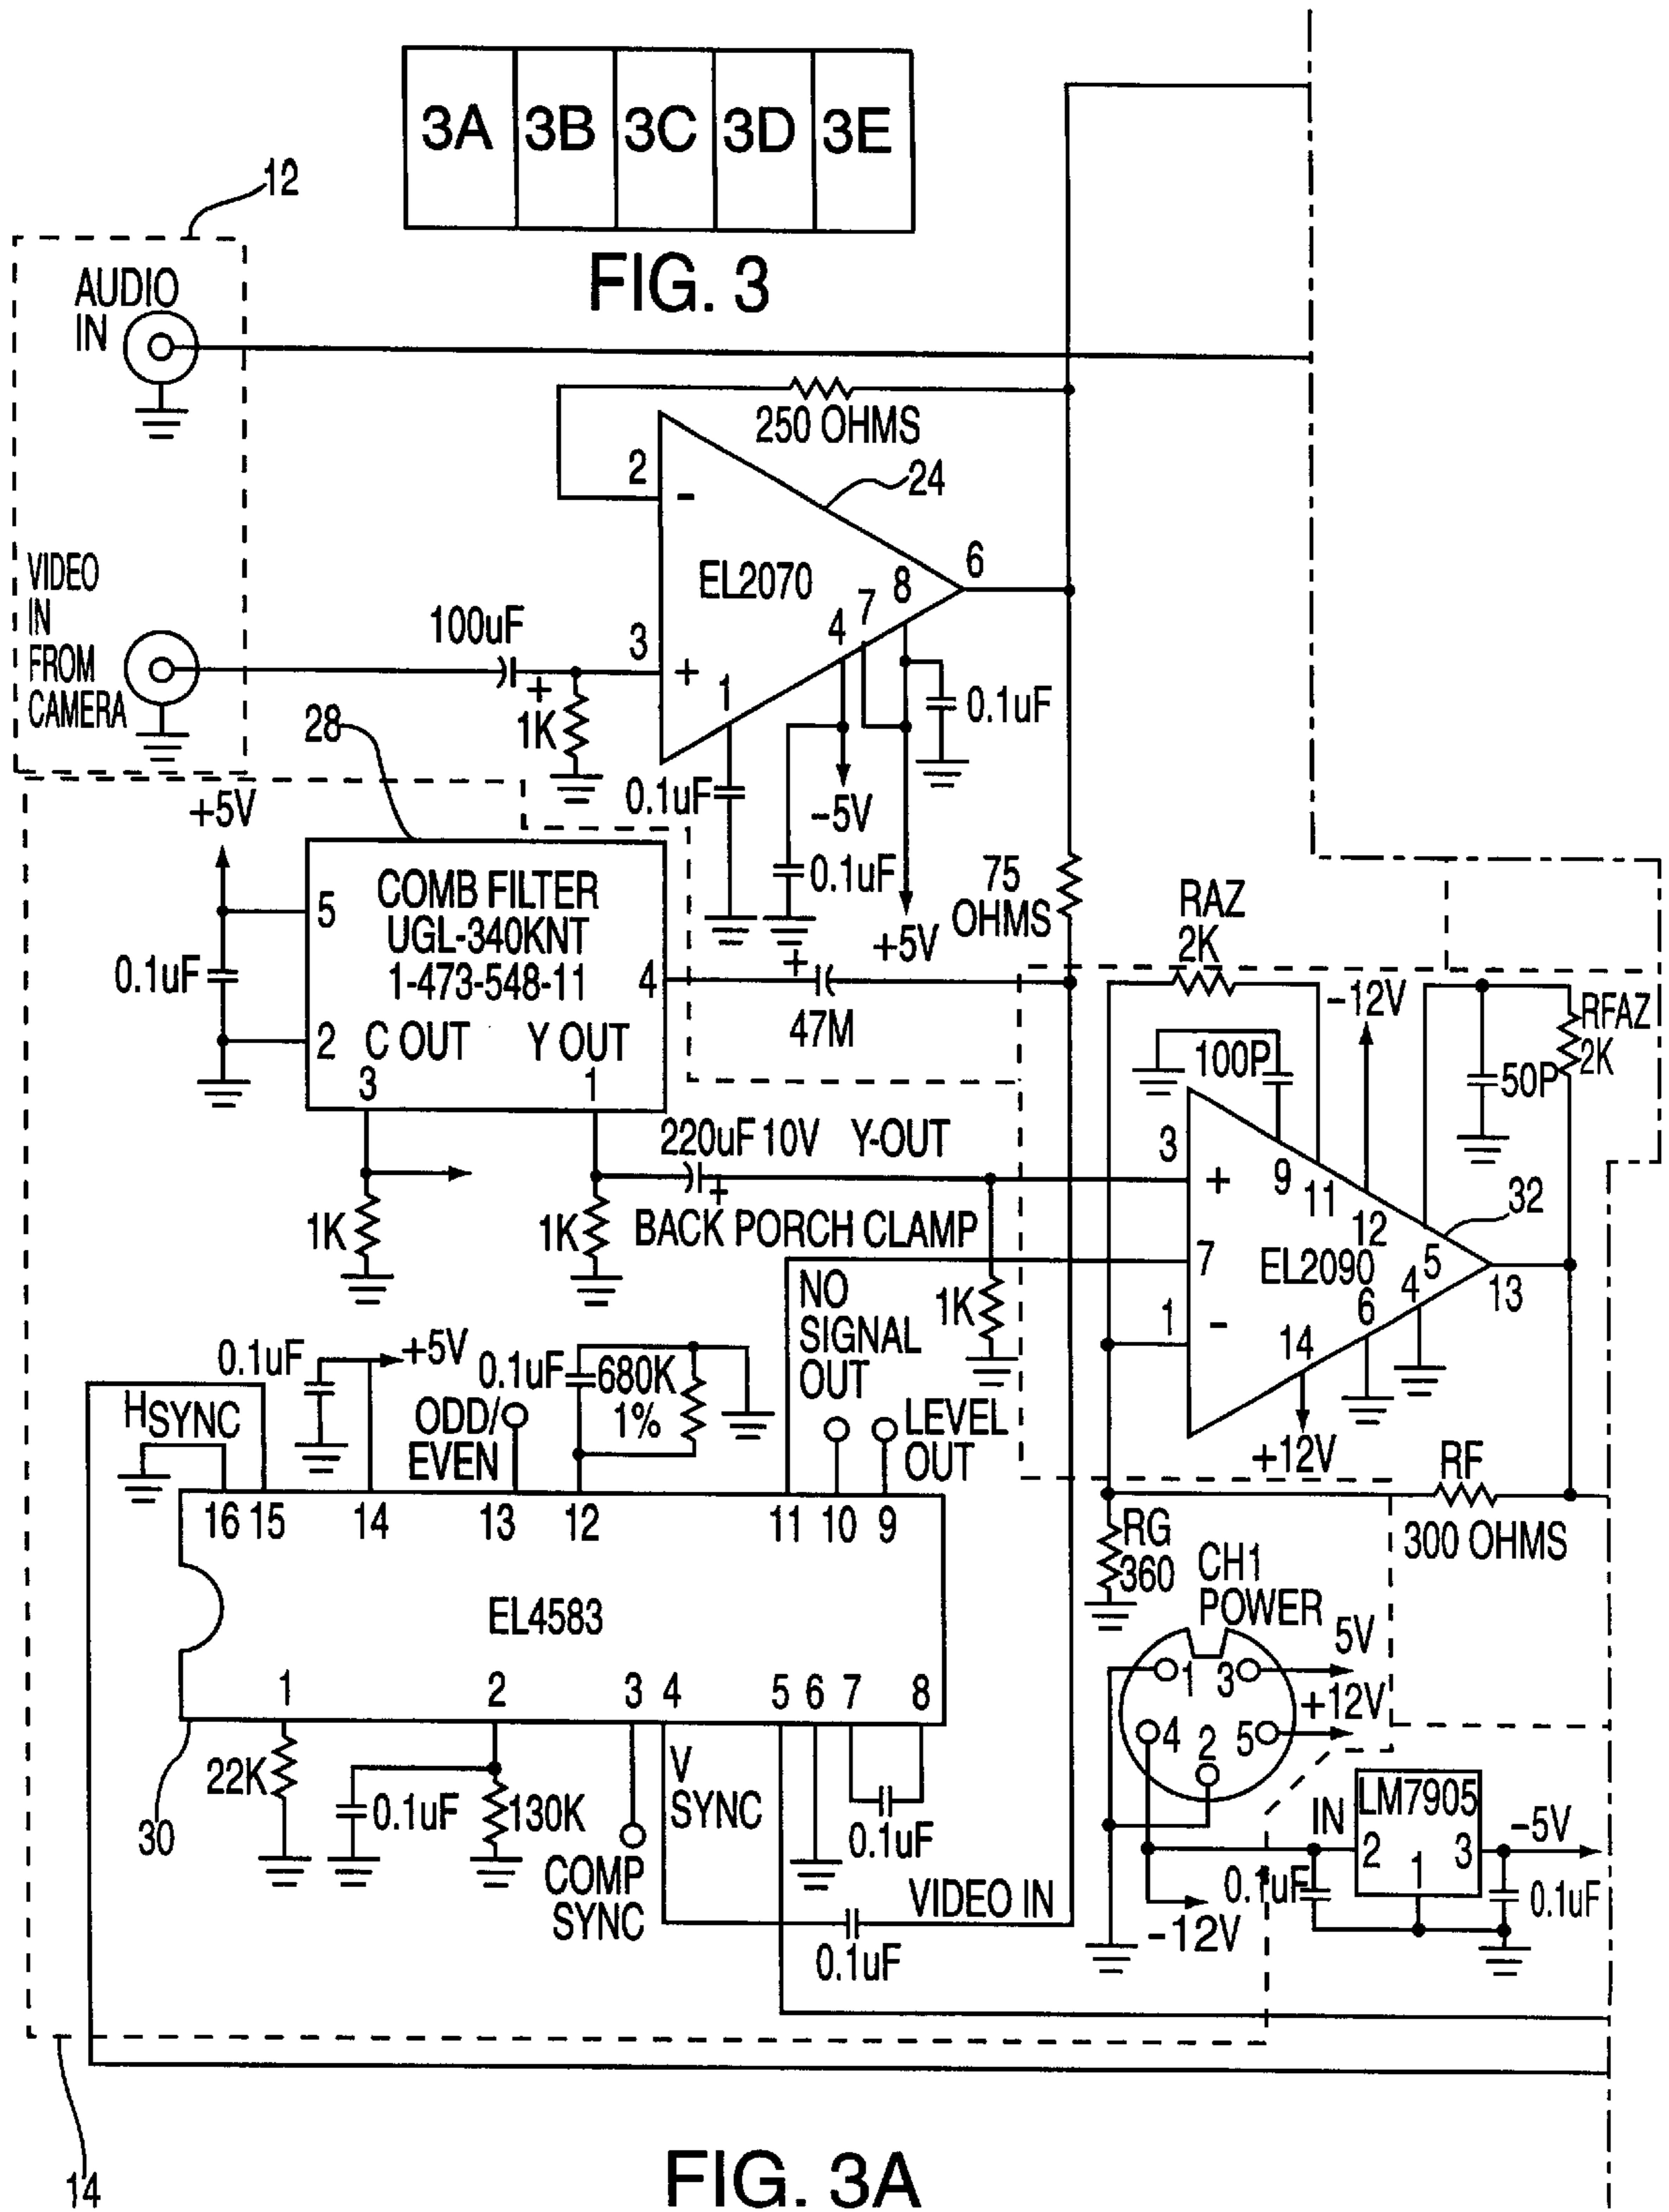 3A 3B 3C 3D 3E
FIG. 3
12
AUDIO
IN
250 OHMS
2
-
24
EL2070
6
8
7
4
VIDEO
IN
FROM
CAMERA
100uF
+
1K
3
+
1
0.1uF
0.1uF
-5V
0.1uF
+5V
75
OHMS
28
+5V
0.1uF
5
2
COMB FILTER
UGL-340KNT
1-473-548-11
4
C OUT Y OUT
3 1
+
47M
1K
1K
220uF 10V Y-OUT
+
BACK PORCH CLAMP
1K
RAZ
2K
-12V
RFAZ
2K
100P
50P
3
+
9
11
12
5
32
7
EL2090
4
13
1
-
6
14
+12V
RF
300 OHMS
RG
360
NO
SIGNAL
OUT
LEVEL
OUT
0.1uF
+5V
HSYNC
ODD/
EVEN
0.1uF
680K
1%
16 15 14 13 12 11 10 9
EL4583
1 2 3 4 5 6 7 8
30
22K
0.1uF
130K
COMP
SYNC
V
SYNC
0.1uF
VIDEO IN
0.1uF
CH1
POWER
1 3
5V
+12V
4 2 5
IN
LM7905
2 1 3
-5V
0.1uF
0.1uF
-12V
14
FIG. 3A